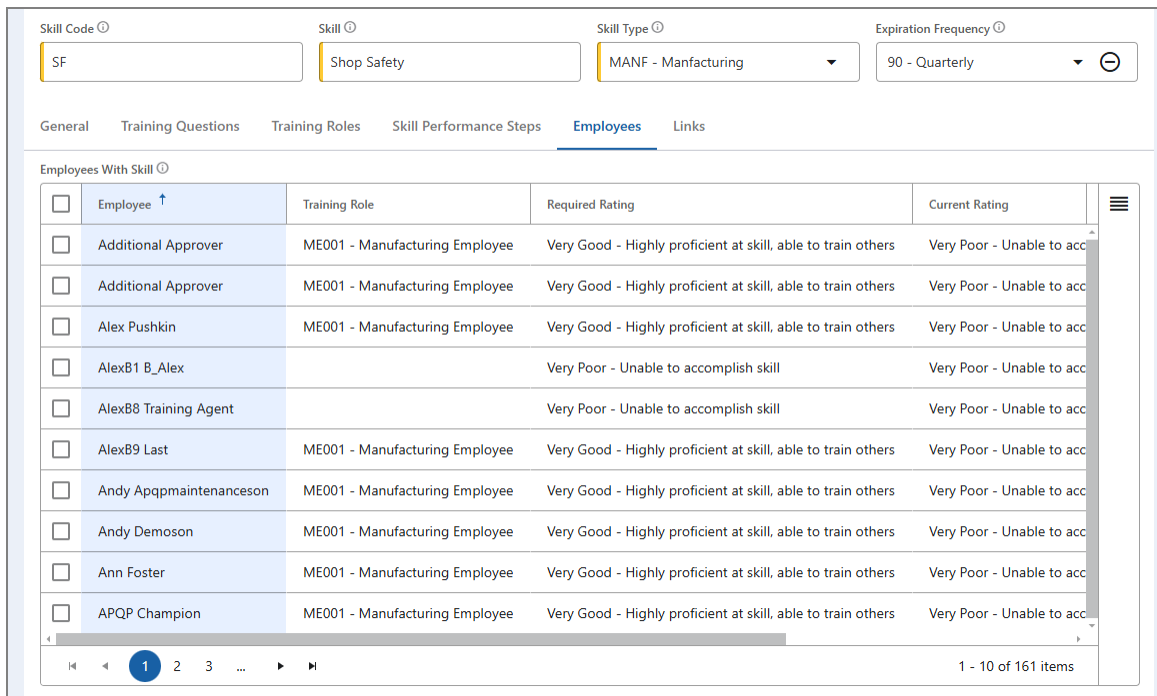 Skill Code Skill Skill Type Expiration Frequency
SF Shop Safety MANF - Manfacturing 90 - Quarterly
General Training Questions Training Roles Skill Performance Steps Employees Links
Employees With Skill
Employee Training Role Required Rating Current Rating
Additional Approver ME001 - Manufacturing Employee Very Good - Highly proficient at skill, able to train others Very Poor - Unable to acc
Additional Approver ME001 - Manufacturing Employee Very Good - Highly proficient at skill, able to train others Very Poor - Unable to acc
Alex Pushkin ME001 - Manufacturing Employee Very Good - Highly proficient at skill, able to train others Very Poor - Unable to acc
AlexB1 B_Alex Very Poor - Unable to accomplish skill Very Poor - Unable to acc
AlexB8 Training Agent Very Poor - Unable to accomplish skill Very Poor - Unable to acc
AlexB9 Last ME001 - Manufacturing Employee Very Good - Highly proficient at skill, able to train others Very Poor - Unable to acc
Andy Apqpmaintenanceson ME001 - Manufacturing Employee Very Good - Highly proficient at skill, able to train others Very Poor - Unable to acc
Andy Demoson ME001 - Manufacturing Employee Very Good - Highly proficient at skill, able to train others Very Poor - Unable to acc
Ann Foster ME001 - Manufacturing Employee Very Good - Highly proficient at skill, able to train others Very Poor - Unable to acc
APQP Champion ME001 - Manufacturing Employee Very Good - Highly proficient at skill, able to train others Very Poor - Unable to acc
1 2 3 ... 1 - 10 of 161 items